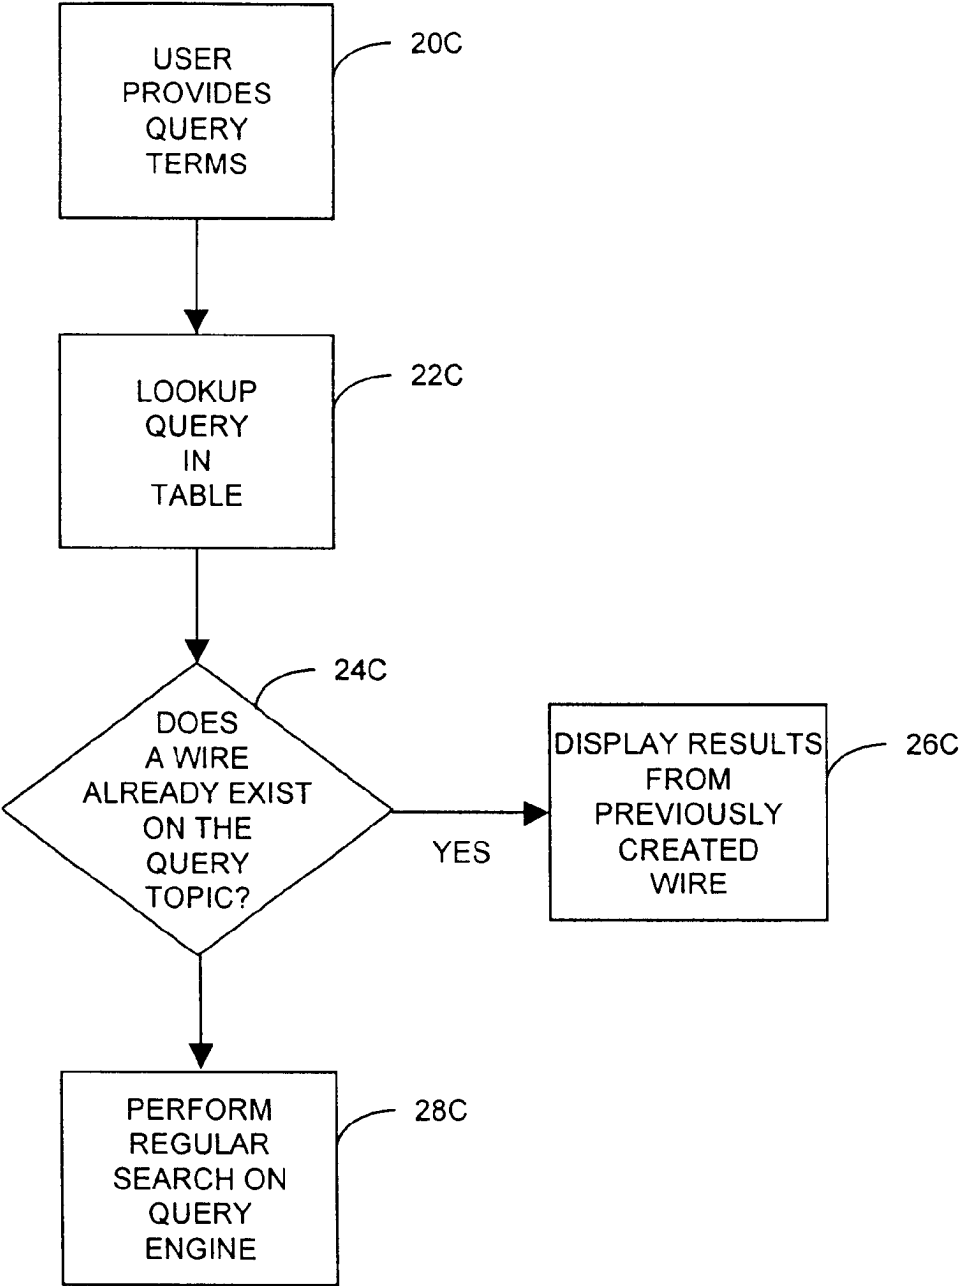 USER
PROVIDES
QUERY
TERMS
20C
LOOKUP
QUERY
IN
TABLE
22C
24C
DOES
A WIRE
ALREADY EXIST
ON THE
QUERY
TOPIC?
YES
DISPLAY RESULTS
FROM
PREVIOUSLY
CREATED
WIRE
26C
PERFORM
REGULAR
SEARCH ON
QUERY
ENGINE
28C